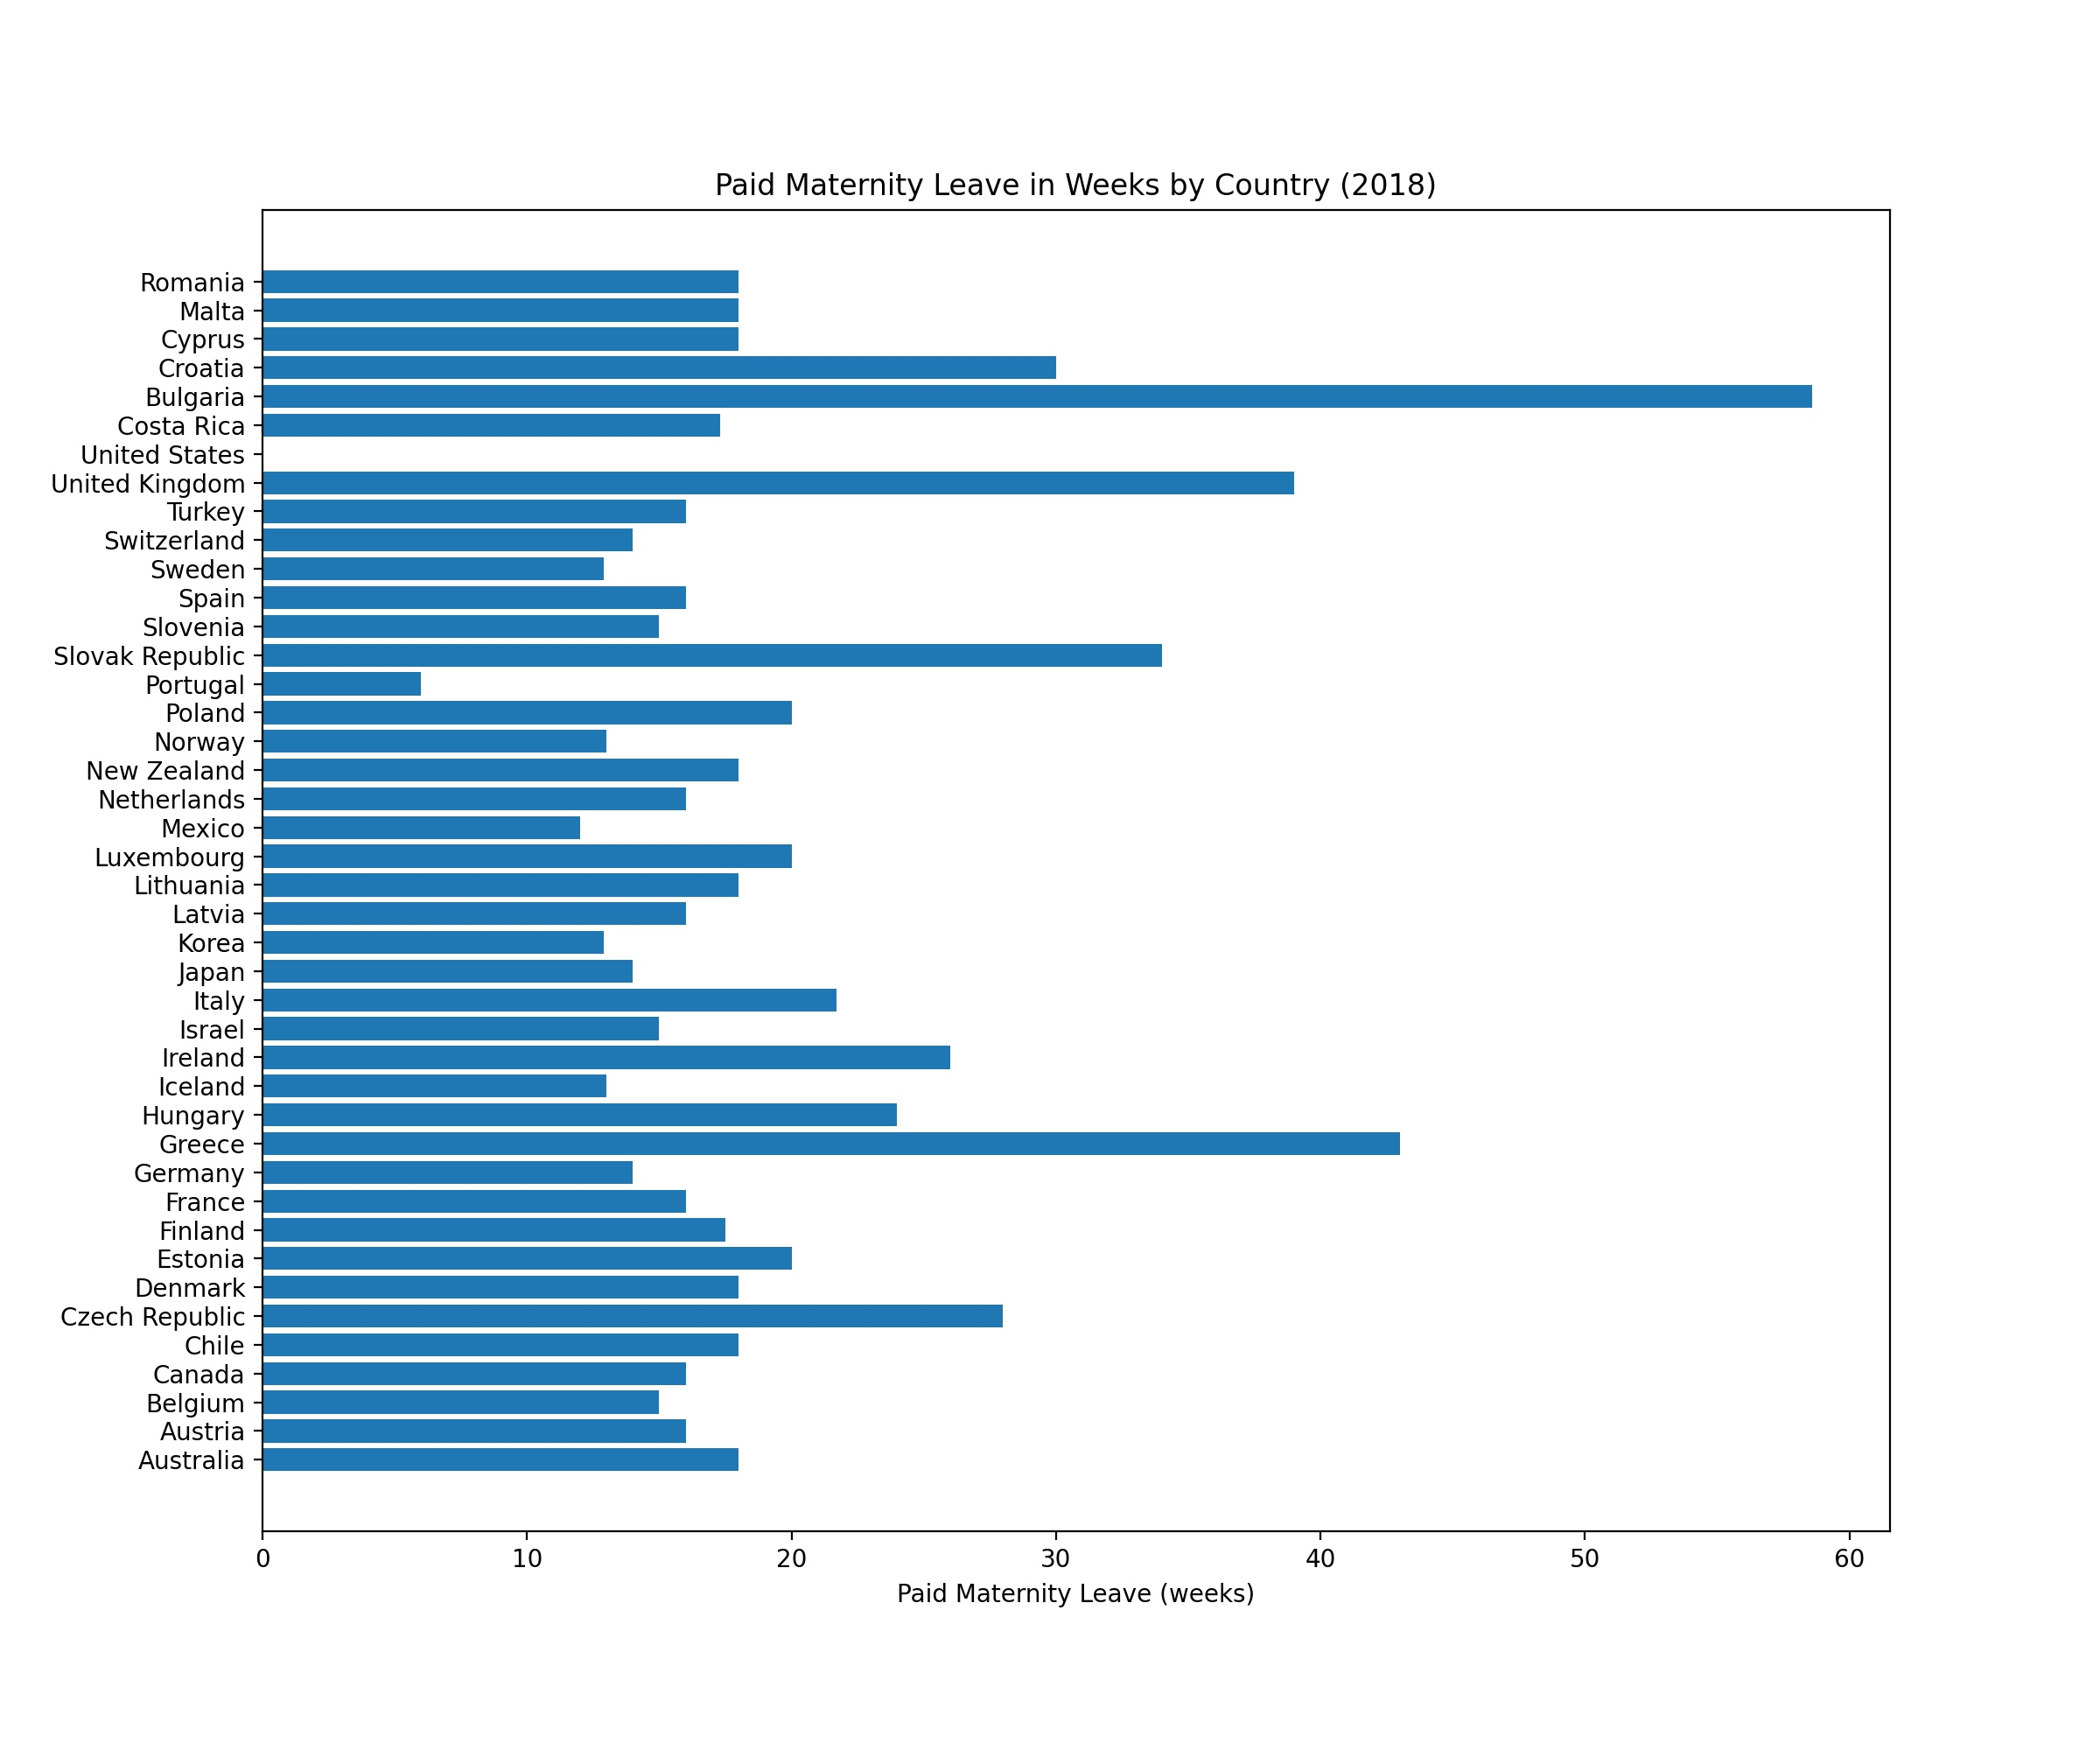 Paid Maternity Leave in Weeks by Country (2018)
Romania
Malta
Cyprus
Croatia
Bulgaria
Costa Rica
United States
United Kingdom
Turkey
Switzerland
Sweden
Spain
Slovenia
Slovak Republic
Portugal
Poland
Norway
New Zealand
Netherlands
Mexico
Luxembourg
Lithuania
Latvia
Korea
Japan
Italy
Israel
Ireland
Iceland
Hungary
Greece
Germany
France
Finland
Estonia
Denmark
Czech Republic
Chile
Canada
Belgium
Austria
Australia
0 10 20 30 40 50 60
Paid Maternity Leave (weeks)